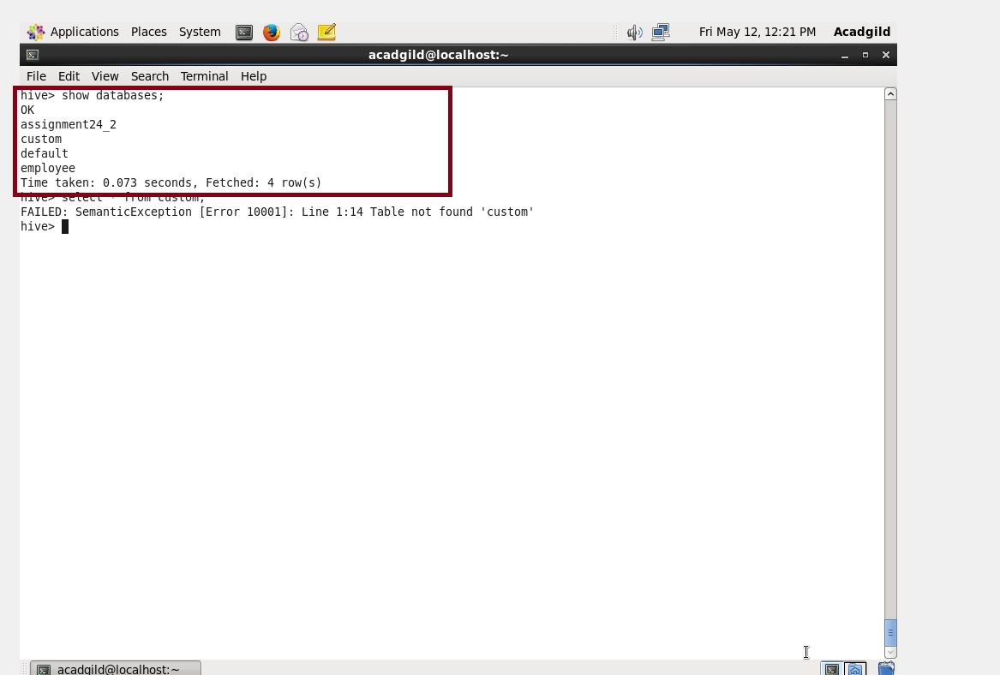 Applications Places System Fri May 12, 12:21 PM Acadgild
acadgild@localhost:~
File Edit View Search Terminal Help
hive> show databases;
OK
assignment24_2
custom
default
employee
Time taken: 0.073 seconds, Fetched: 4 row(s)
hive> select * from custom;
FAILED: SemanticException [Error 10001]: Line 1:14 Table not found 'custom'
hive>
acadgild@localhost:~